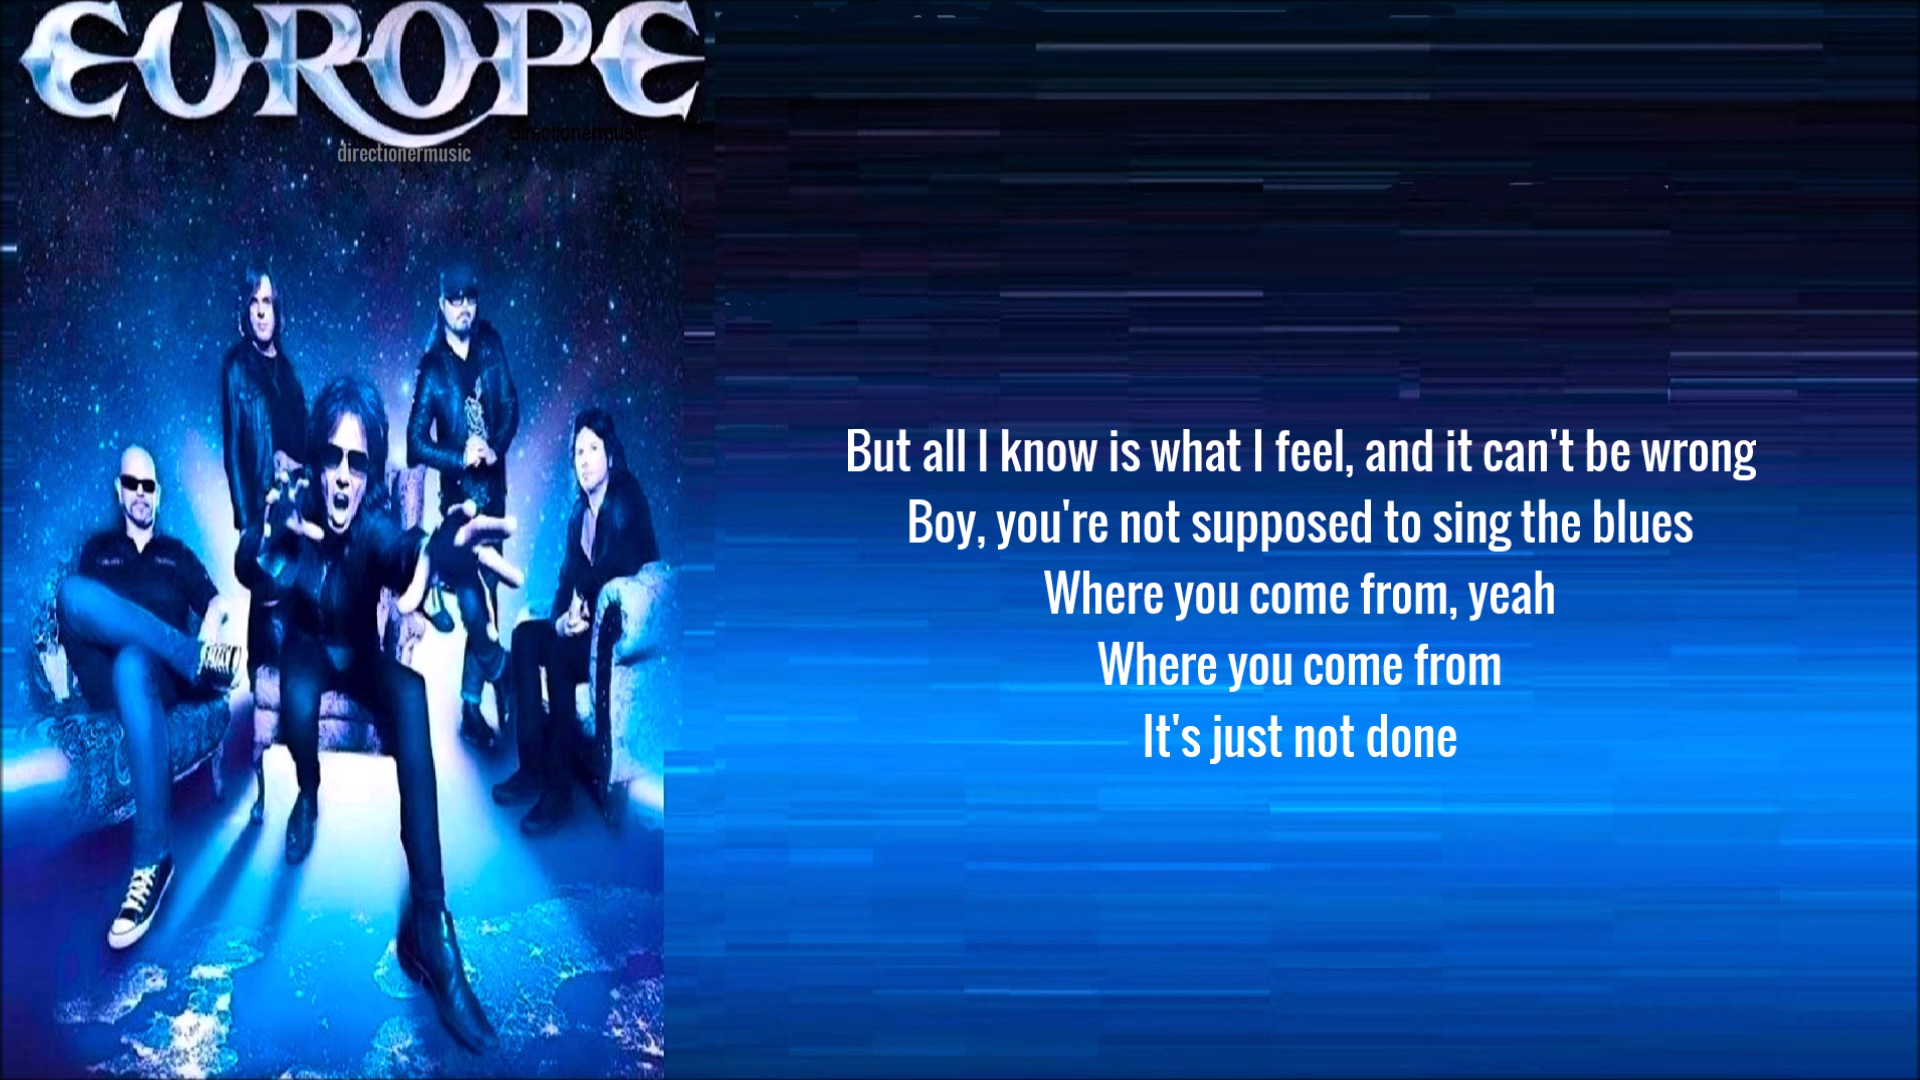 EUROPE
directionermusic
directionermusic
But all I know is what I feel, and it can't be wrong
Boy, you're not supposed to sing the blues
Where you come from, yeah
Where you come from
It's just not done